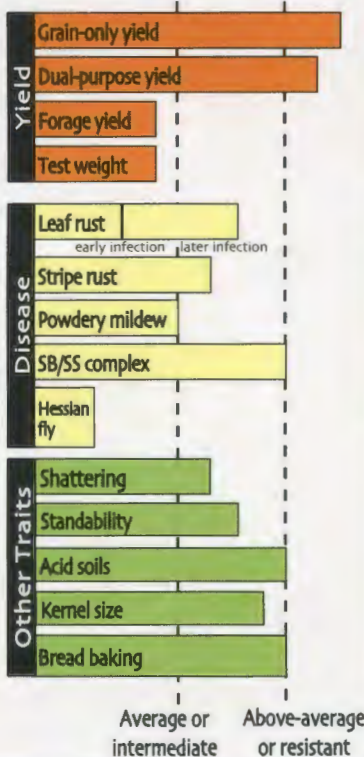 Yield
Grain-only yield
Dual-purpose yield
Forage yield
Test weight
Disease
Leaf rust
early infection later infection
Stripe rust
Powdery mildew
SB/SS complex
Hessian
fly
Other Traits
Shattering
Standability
Acid soils
Kernel size
Bread baking
Average or
intermediate
Above-average
or resistant